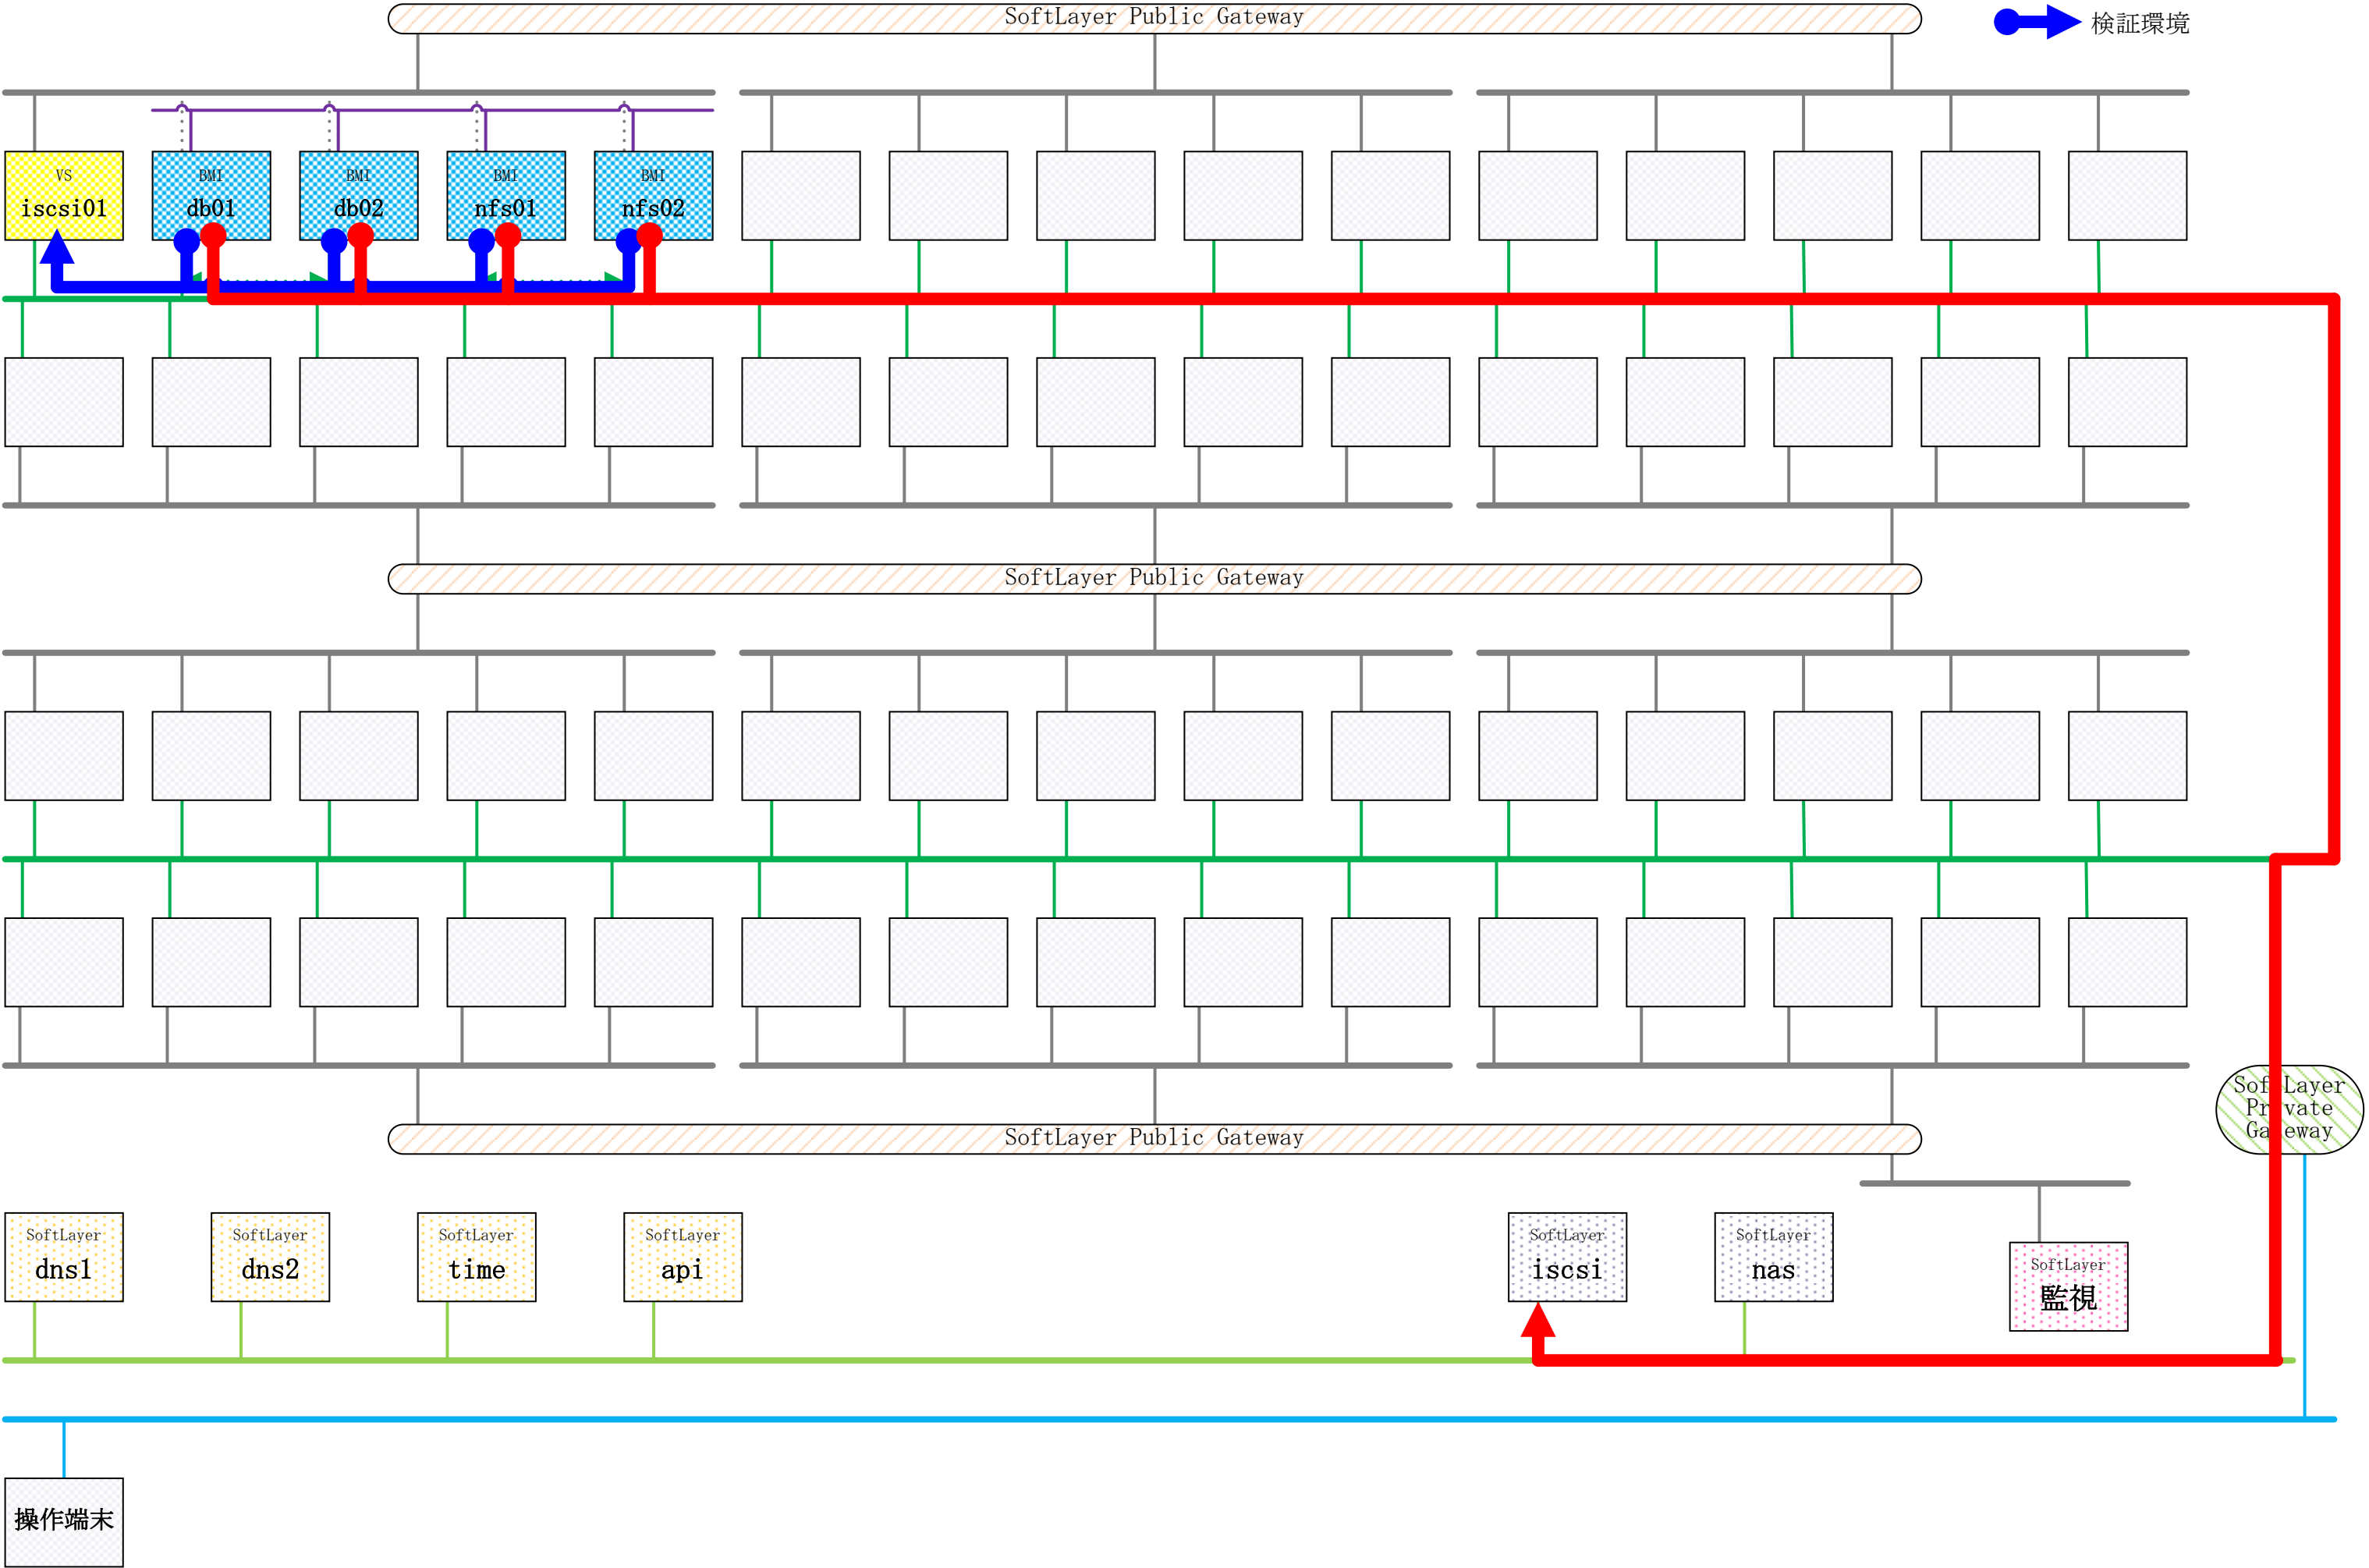 SoftLayer Public Gateway
検証環境
VS
iscsi01
BMI
db01
BMI
db02
BMI
nfs01
BMI
nfs02
SoftLayer Public Gateway
SoftLayer
Private
Gateway
SoftLayer Public Gateway
SoftLayer
dns1
SoftLayer
dns2
SoftLayer
time
SoftLayer
api
SoftLayer
iscsi
SoftLayer
nas
SoftLayer
監視
操作端末